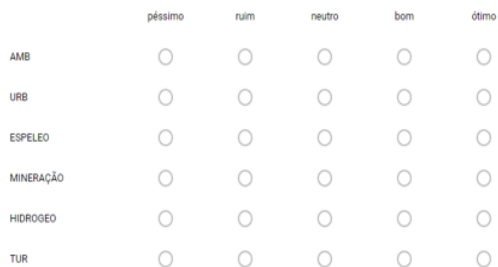 péssimo ruim neutro bom ótimo
AMB
URB
ESPELEO
MINERAÇÃO
HIDROGEO
TUR